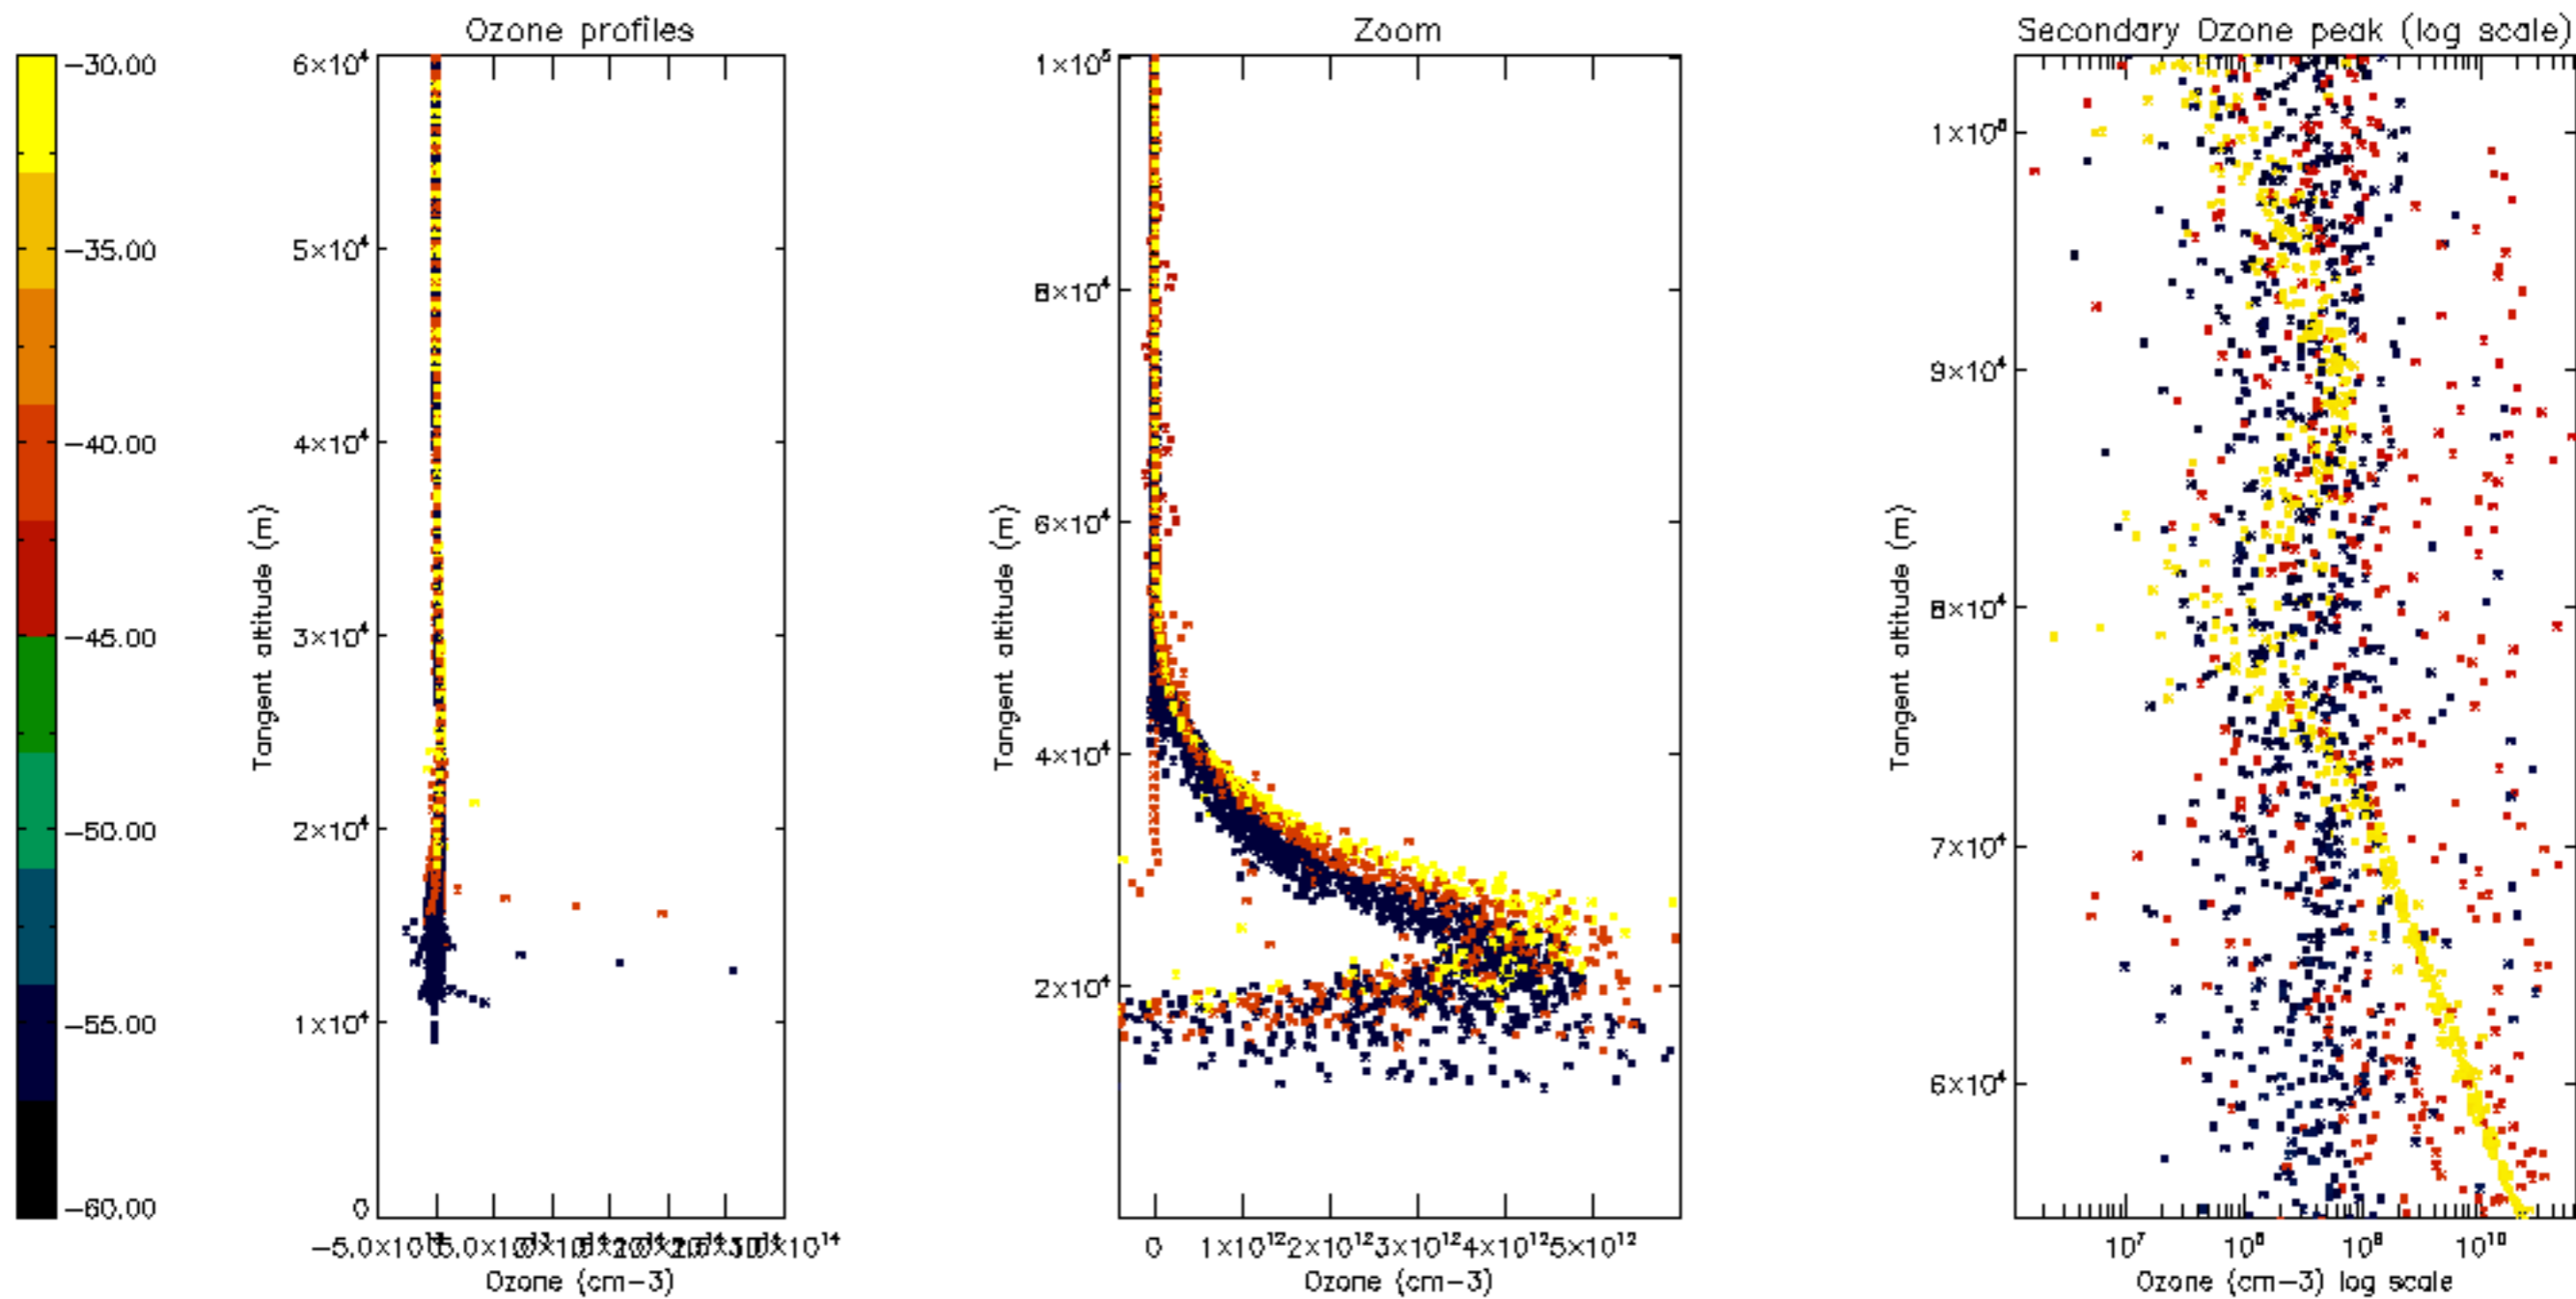 Ozone profiles
Zoom
Secondary Ozone peak (log scale)
-30.00
-35.00
-40.00
-45.00
-50.00
-55.00
-60.00
6×10⁴
5×10⁴
4×10⁴
3×10⁴
2×10⁴
1×10⁴
0
Tangent altitude (m)
Ozone (cm-3)
1×10⁵
8×10⁴
6×10⁴
4×10⁴
2×10⁴
Tangent altitude (m)
0 1×10¹² 2×10¹² 3×10¹² 4×10¹² 5×10¹²
Ozone (cm-3)
9×10⁴
8×10⁴
7×10⁴
6×10⁴
Tangent altitude (m)
10⁷ 10⁸ 10⁹ 10¹⁰
Ozone (cm-3) log scale